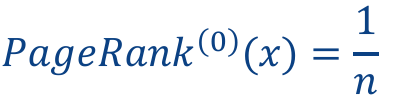 PageRank⁽⁰⁾(x) = 1/n